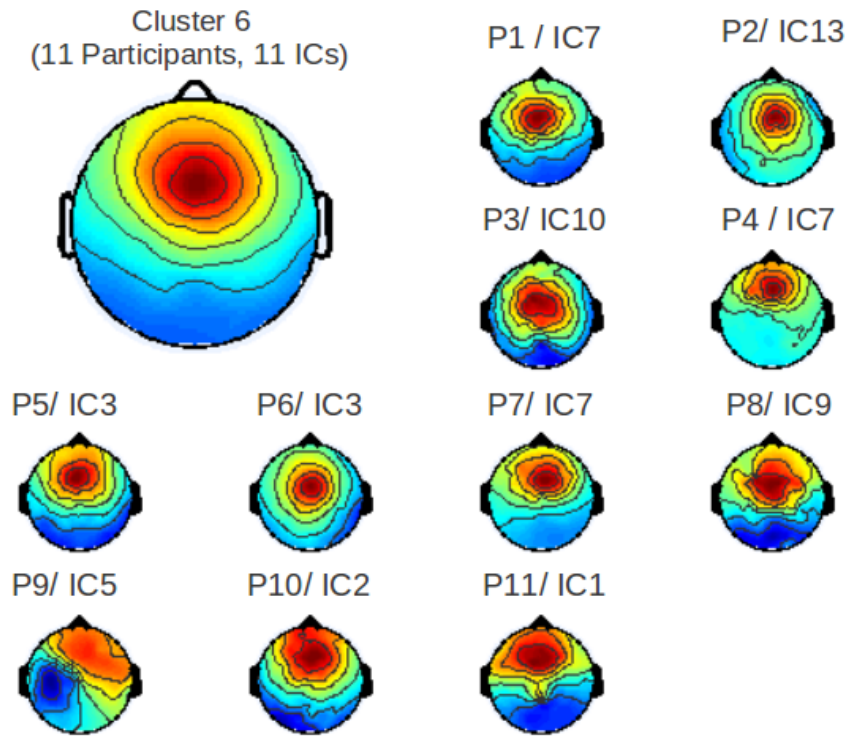 Cluster 6
(11 Participants, 11 ICs)
P1 / IC7
P2/ IC13
P3/ IC10
P4 / IC7
P5/ IC3
P6/ IC3
P7/ IC7
P8/ IC9
P9/ IC5
P10/ IC2
P11/ IC1